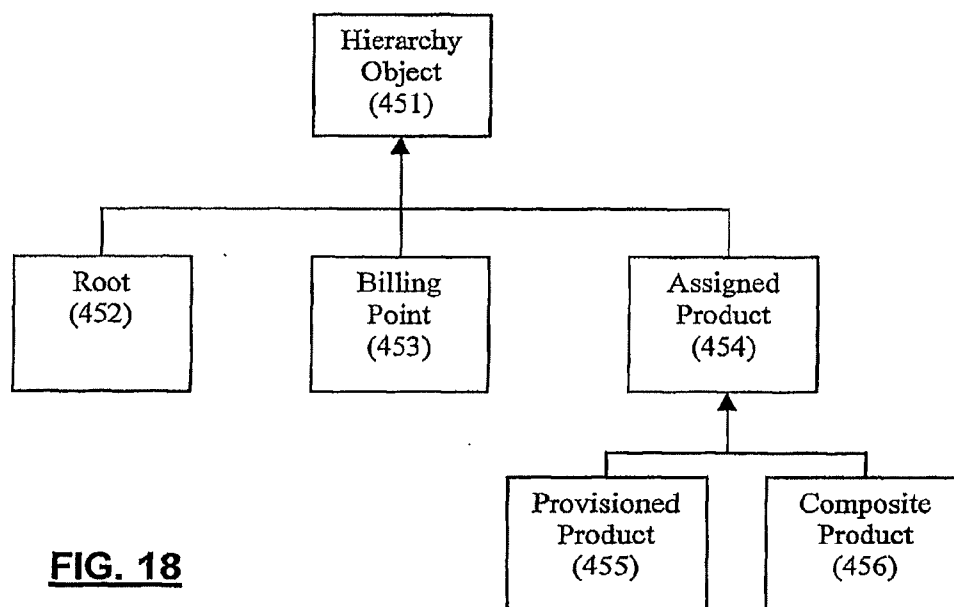 Hierarchy
Object
(451)
Root
(452)
Billing
Point
(453)
Assigned
Product
(454)
Provisioned
Product
(455)
Composite
Product
(456)
FIG. 18